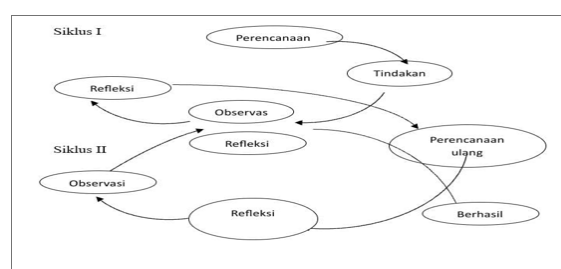 Siklus I
Perencanaan
Tindakan
Refleksi
Observas
Refleksi
Perencanaan
ulang
Siklus II
Observasi
Refleksi
Berhasil